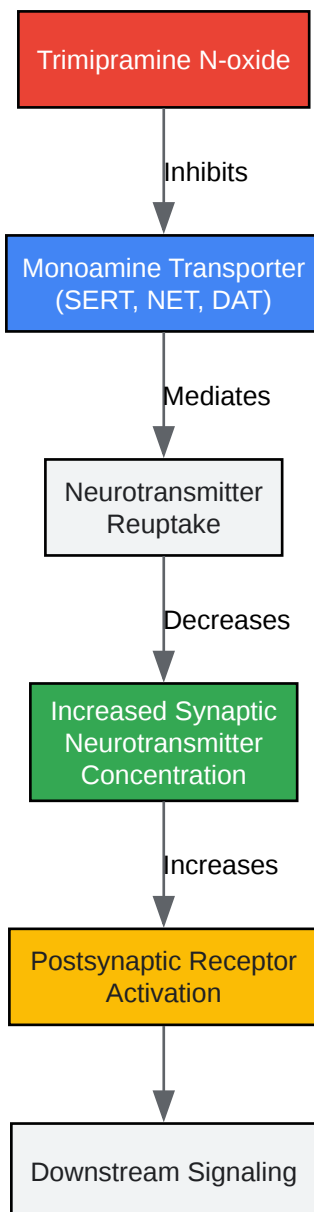 Trimipramine N-oxide
Inhibits
Monoamine Transporter
(SERT, NET, DAT)
Mediates
Neurotransmitter
Reuptake
Decreases
Increased Synaptic
Neurotransmitter
Concentration
Increases
Postsynaptic Receptor
Activation
Downstream Signaling